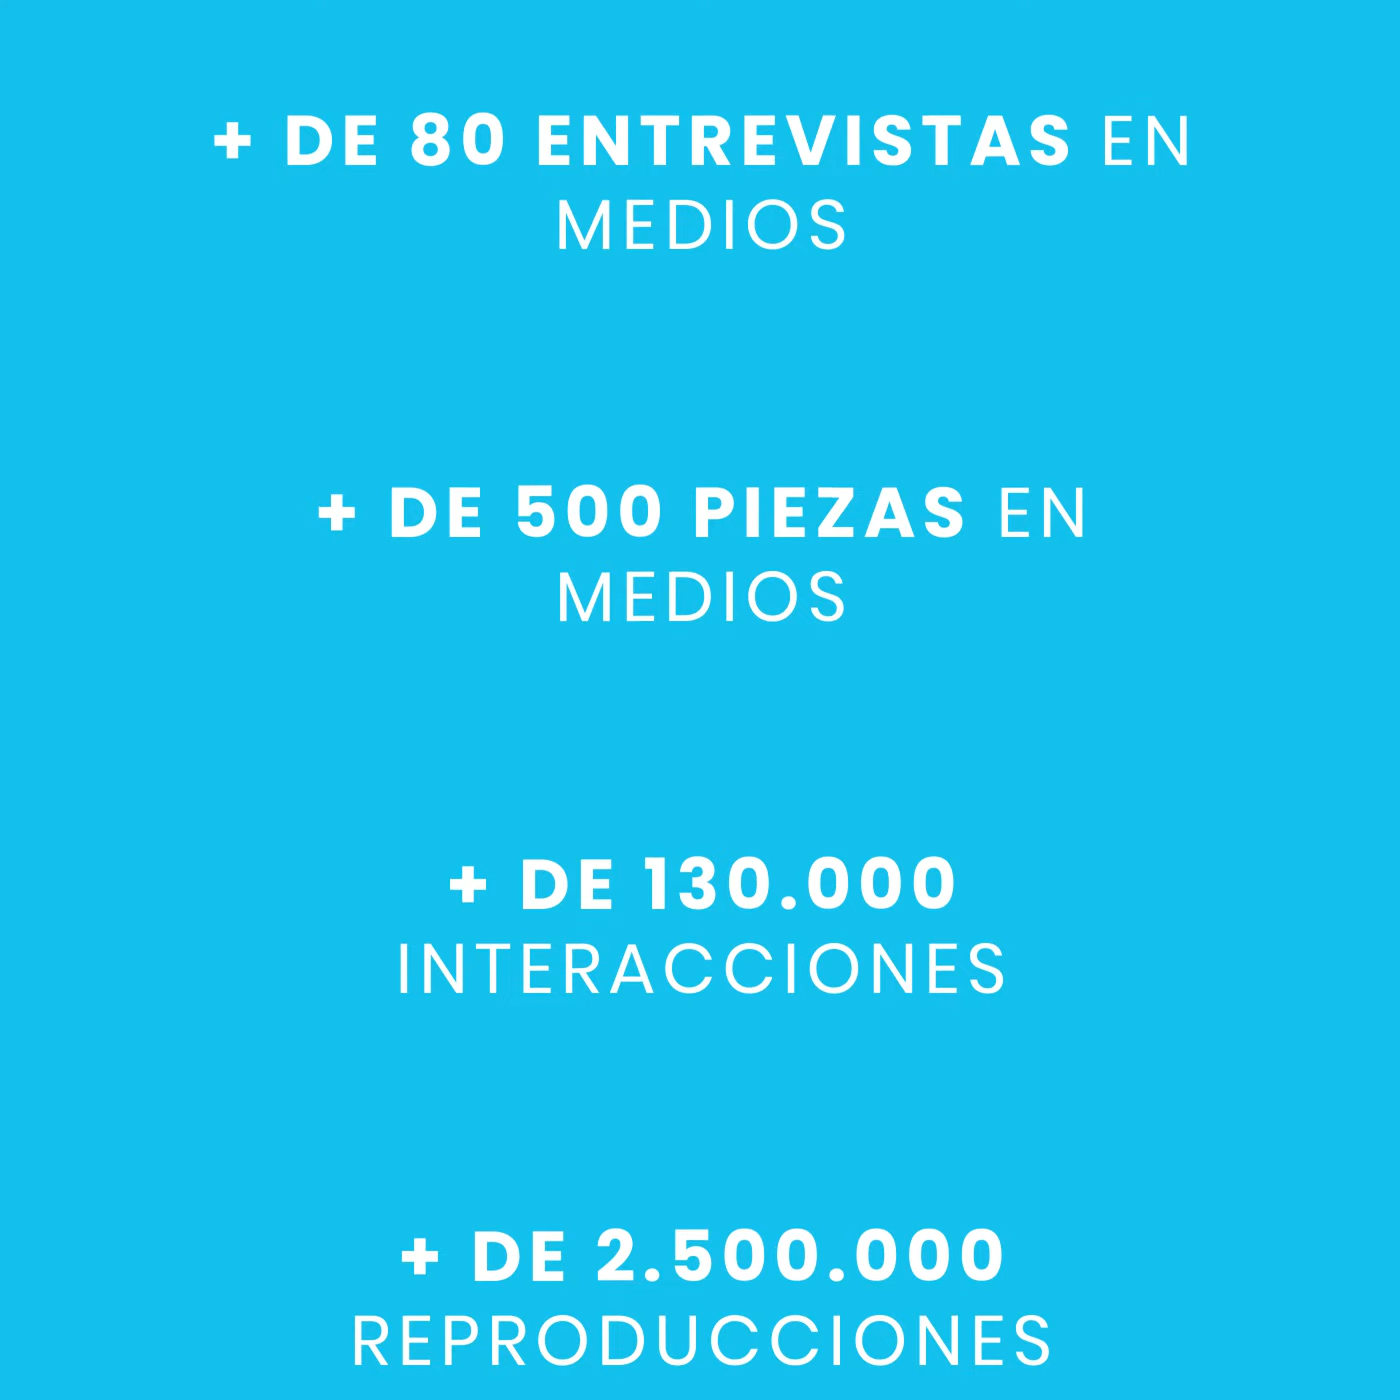 + DE 80 ENTREVISTAS EN
MEDIOS
+ DE 500 PIEZAS EN
MEDIOS
+ DE 130.000
INTERACCIONES
+ DE 2.500.000
REPRODUCCIONES